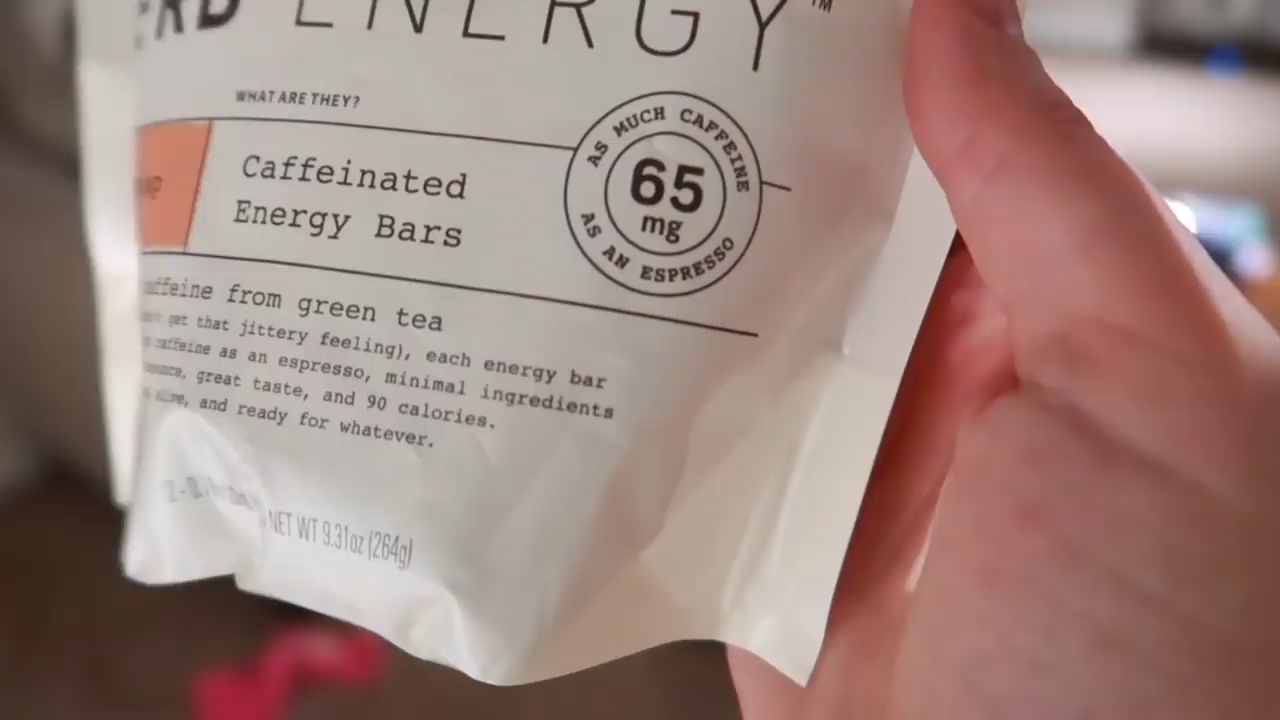 ENERGY™
WHAT ARE THEY?
Caffeinated
Energy Bars
AS MUCH CAFFEINE
65
mg
AS AN ESPRESSO
from green tea
get that jittery feeling), each energy bar
caffeine as an espresso, minimal ingredients
great taste, and 90 calories.
and ready for whatever.
NET WT 9.31oz (264g)